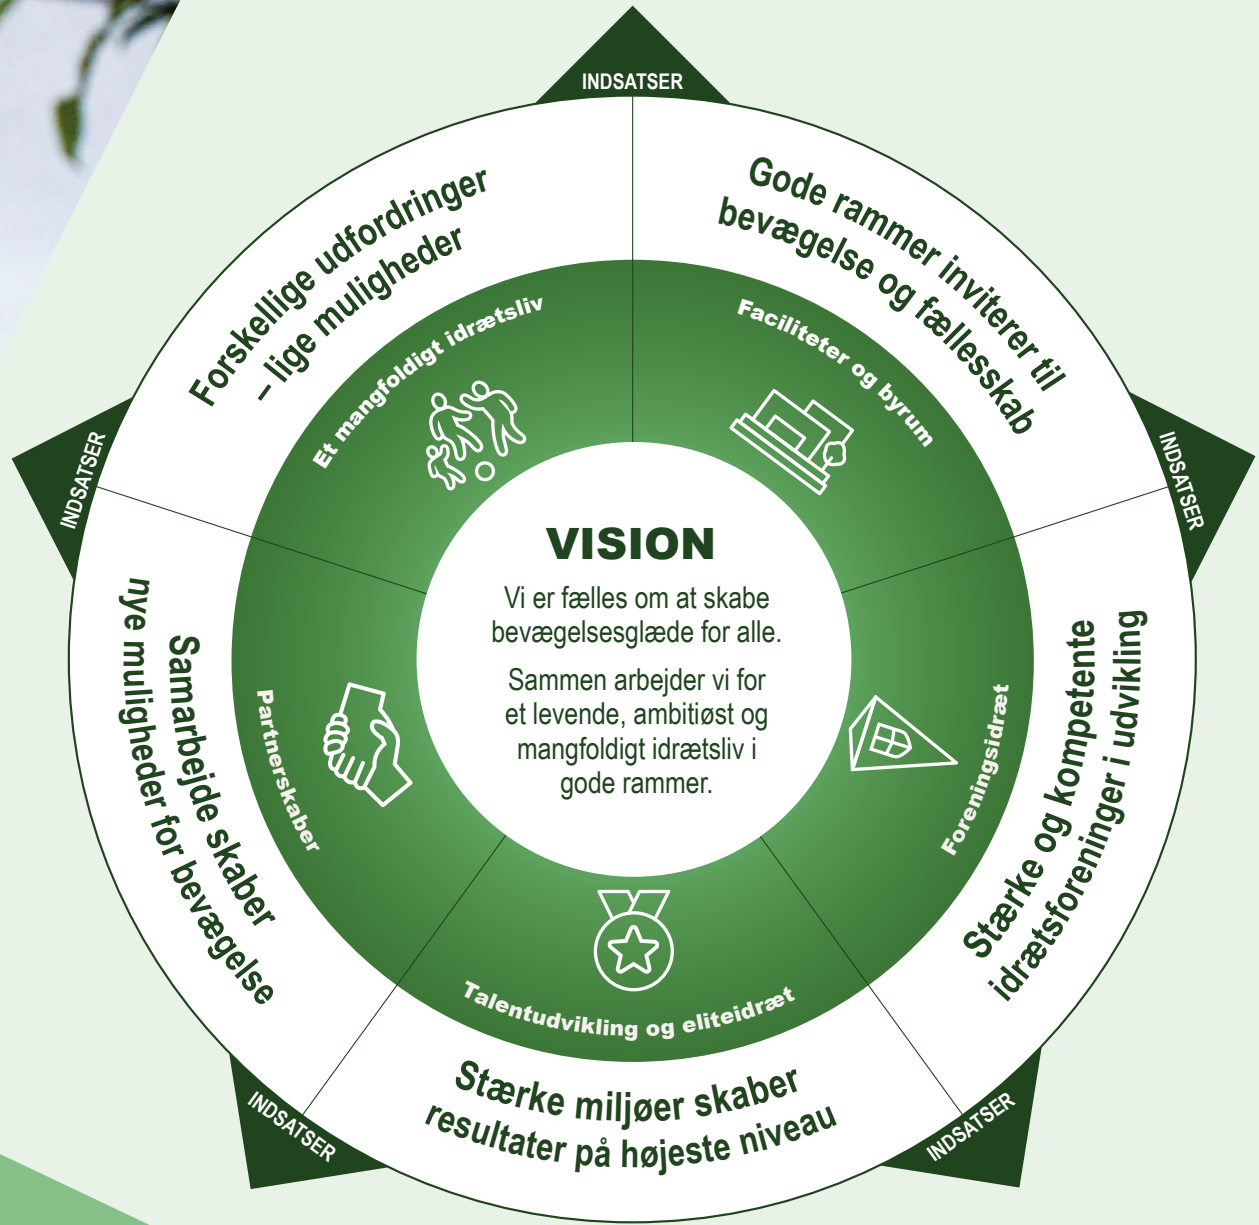 INDSATSER
Forskellige udfordringer
– lige muligheder
Et mangfoldigt idrætsliv
Gode rammer inviterer til
bevægelse og fællesskab
Faciliteter og byrum
INDSATSER
INDSATSER
VISION
Vi er fælles om at skabe
bevægelsesglæde for alle.
Sammen arbejder vi for
et levende, ambitiøst og
mangfoldigt idrætsliv i
gode rammer.
Samarbejde skaber
nye muligheder for bevægelse
Partnerskaber
Foreningsidræt
Stærke og kompetente
idrætsforeninger i udvikling
Talentudvikling og eliteidræt
Stærke miljøer skaber
resultater på højeste niveau
INDSATSER
INDSATSER